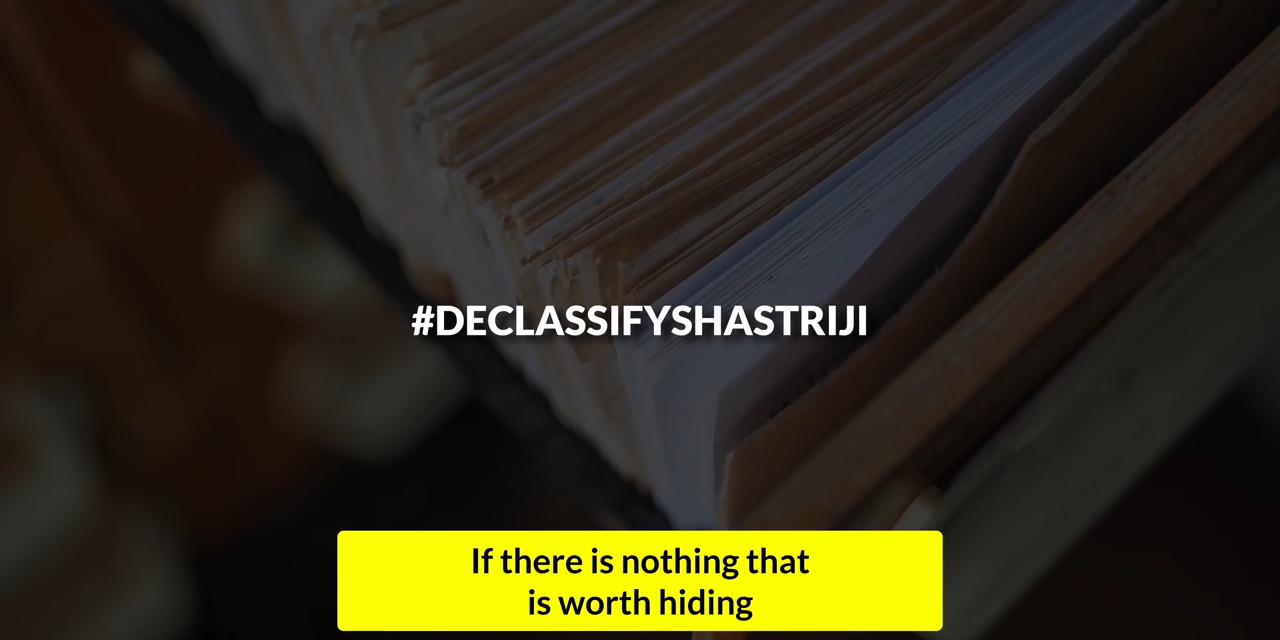 #DECLASSIFYSHASTRIJI
If there is nothing that
is worth hiding